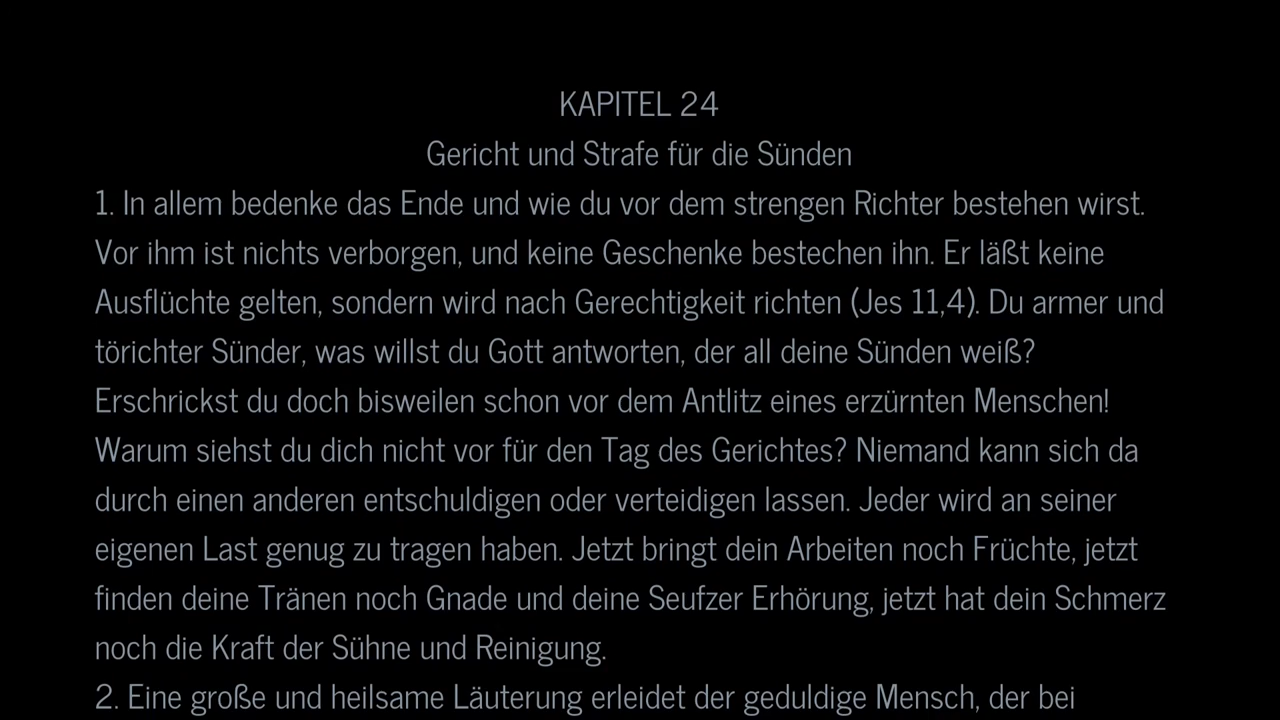 KAPITEL 24
Gericht und Strafe für die Sünden
1. In allem bedenke das Ende und wie du vor dem strengen Richter bestehen wirst.
Vor ihm ist nichts verborgen, und keine Geschenke bestechen ihn. Er läßt keine
Ausflüchte gelten, sondern wird nach Gerechtigkeit richten (Jes 11,4). Du armer und
törichter Sünder, was willst du Gott antworten, der all deine Sünden weiß?
Erschrickst du doch bisweilen schon vor dem Antlitz eines erzürnten Menschen!
Warum siehst du dich nicht vor für den Tag des Gerichtes? Niemand kann sich da
durch einen anderen entschuldigen oder verteidigen lassen. Jeder wird an seiner
eigenen Last genug zu tragen haben. Jetzt bringt dein Arbeiten noch Früchte, jetzt
finden deine Tränen noch Gnade und deine Seufzer Erhörung, jetzt hat dein Schmerz
noch die Kraft der Sühne und Reinigung.
2. Eine große und heilsame Läuterung erleidet der geduldige Mensch, der bei